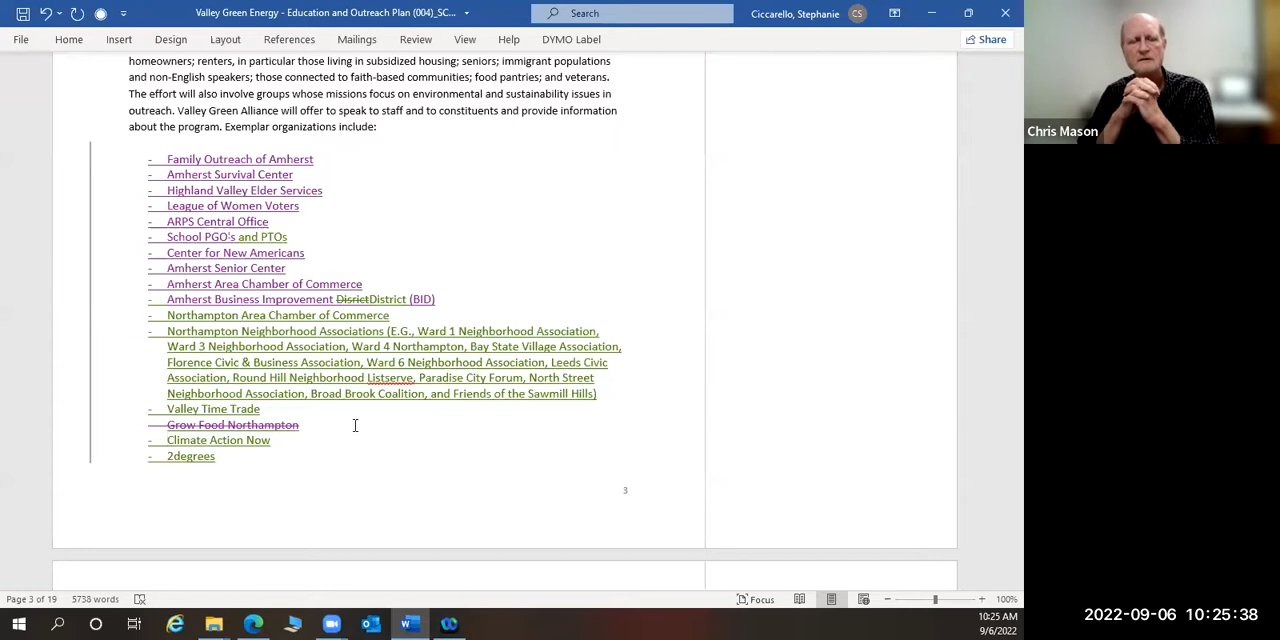 Valley Green Energy - Education and Outreach Plan (004)_SC...
Search
Ciccarello, Stephanie
CS
File
Home
Insert
Design
Layout
References
Mailings
Review
View
Help
DYMO Label
Share
homeowners; renters, in particular those living in subsidized housing; seniors; immigrant populations
and non-English speakers; those connected to faith-based communities; food pantries; and veterans.
The effort will also involve groups whose missions focus on environmental and sustainability issues in
outreach. Valley Green Alliance will offer to speak to staff and to constituents and provide information
about the program. Exemplar organizations include:
- Family Outreach of Amherst
- Amherst Survival Center
- Highland Valley Elder Services
- League of Women Voters
- ARPS Central Office
- School PGO's and PTOs
- Center for New Americans
- Amherst Senior Center
- Amherst Area Chamber of Commerce
- Amherst Business Improvement DisrictDistrict (BID)
- Northampton Area Chamber of Commerce
- Northampton Neighborhood Associations (E.G., Ward 1 Neighborhood Association,
Ward 3 Neighborhood Association, Ward 4 Northampton, Bay State Village Association,
Florence Civic & Business Association, Ward 6 Neighborhood Association, Leeds Civic
Association, Round Hill Neighborhood Listserve, Paradise City Forum, North Street
Neighborhood Association, Broad Brook Coalition, and Friends of the Sawmill Hills)
- Valley Time Trade
- Grow Food Northampton
- Climate Action Now
- 2degrees
3
Page 3 of 19
5738 words
Focus
100%
10:25 AM
9/6/2022
Chris Mason
2022-09-06 10:25:38